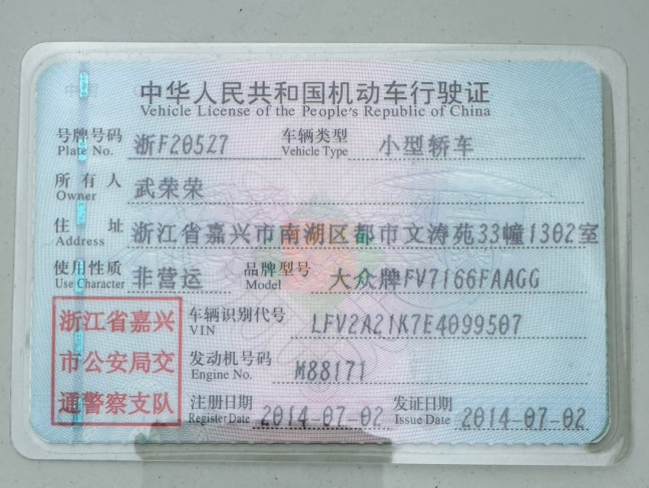 中华人民共和国机动车行驶证
Vehicle License of the People's Republic of China
号牌号码 浙F20527 车辆类型 小型轿车
Plate No. Vehicle Type
所有人 武荣荣
Owner
住址 浙江省嘉兴市南湖区都市文涛苑33幢1302室
Address
使用性质 非营运 品牌型号 大众牌FV7166FAAGG
Use Character Model
浙江省嘉兴 车辆识别代号 LFV2A21K7E4099507
VIN
市公安局交 发动机号码 M88171
Engine No.
通警察支队 注册日期 2014-07-02 发证日期 2014-07-02
Register Date Issue Date